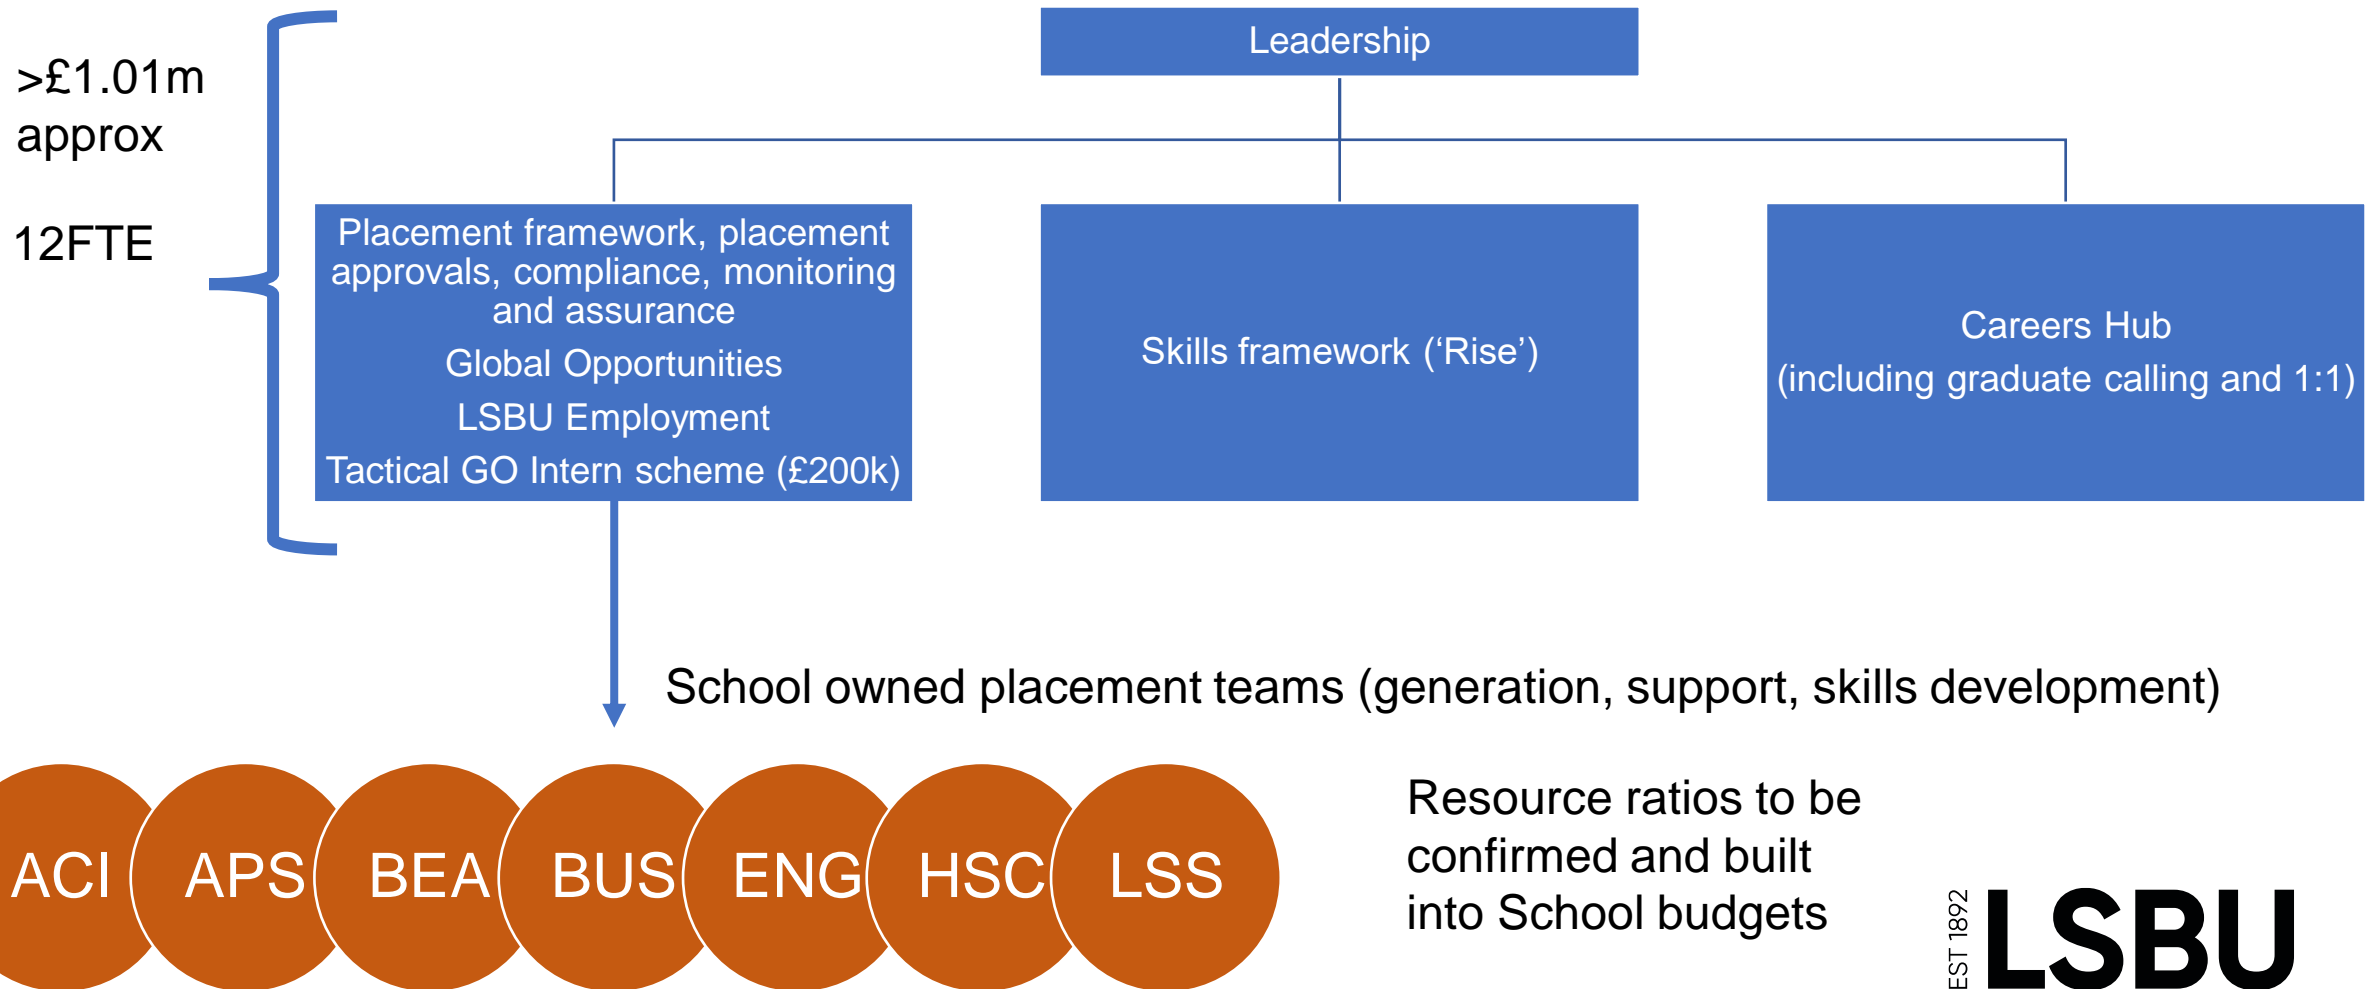 >£1.01m
approx
12FTE
Leadership
Placement framework, placement
approvals, compliance, monitoring
and assurance
Global Opportunities
LSBU Employment
Tactical GO Intern scheme (£200k)
Skills framework (‘Rise’)
Careers Hub
(including graduate calling and 1:1)
School owned placement teams (generation, support, skills development)
ACI
APS
BEA
BUS
ENG
HSC
LSS
Resource ratios to be
confirmed and built
into School budgets
EST 1892
LSBU